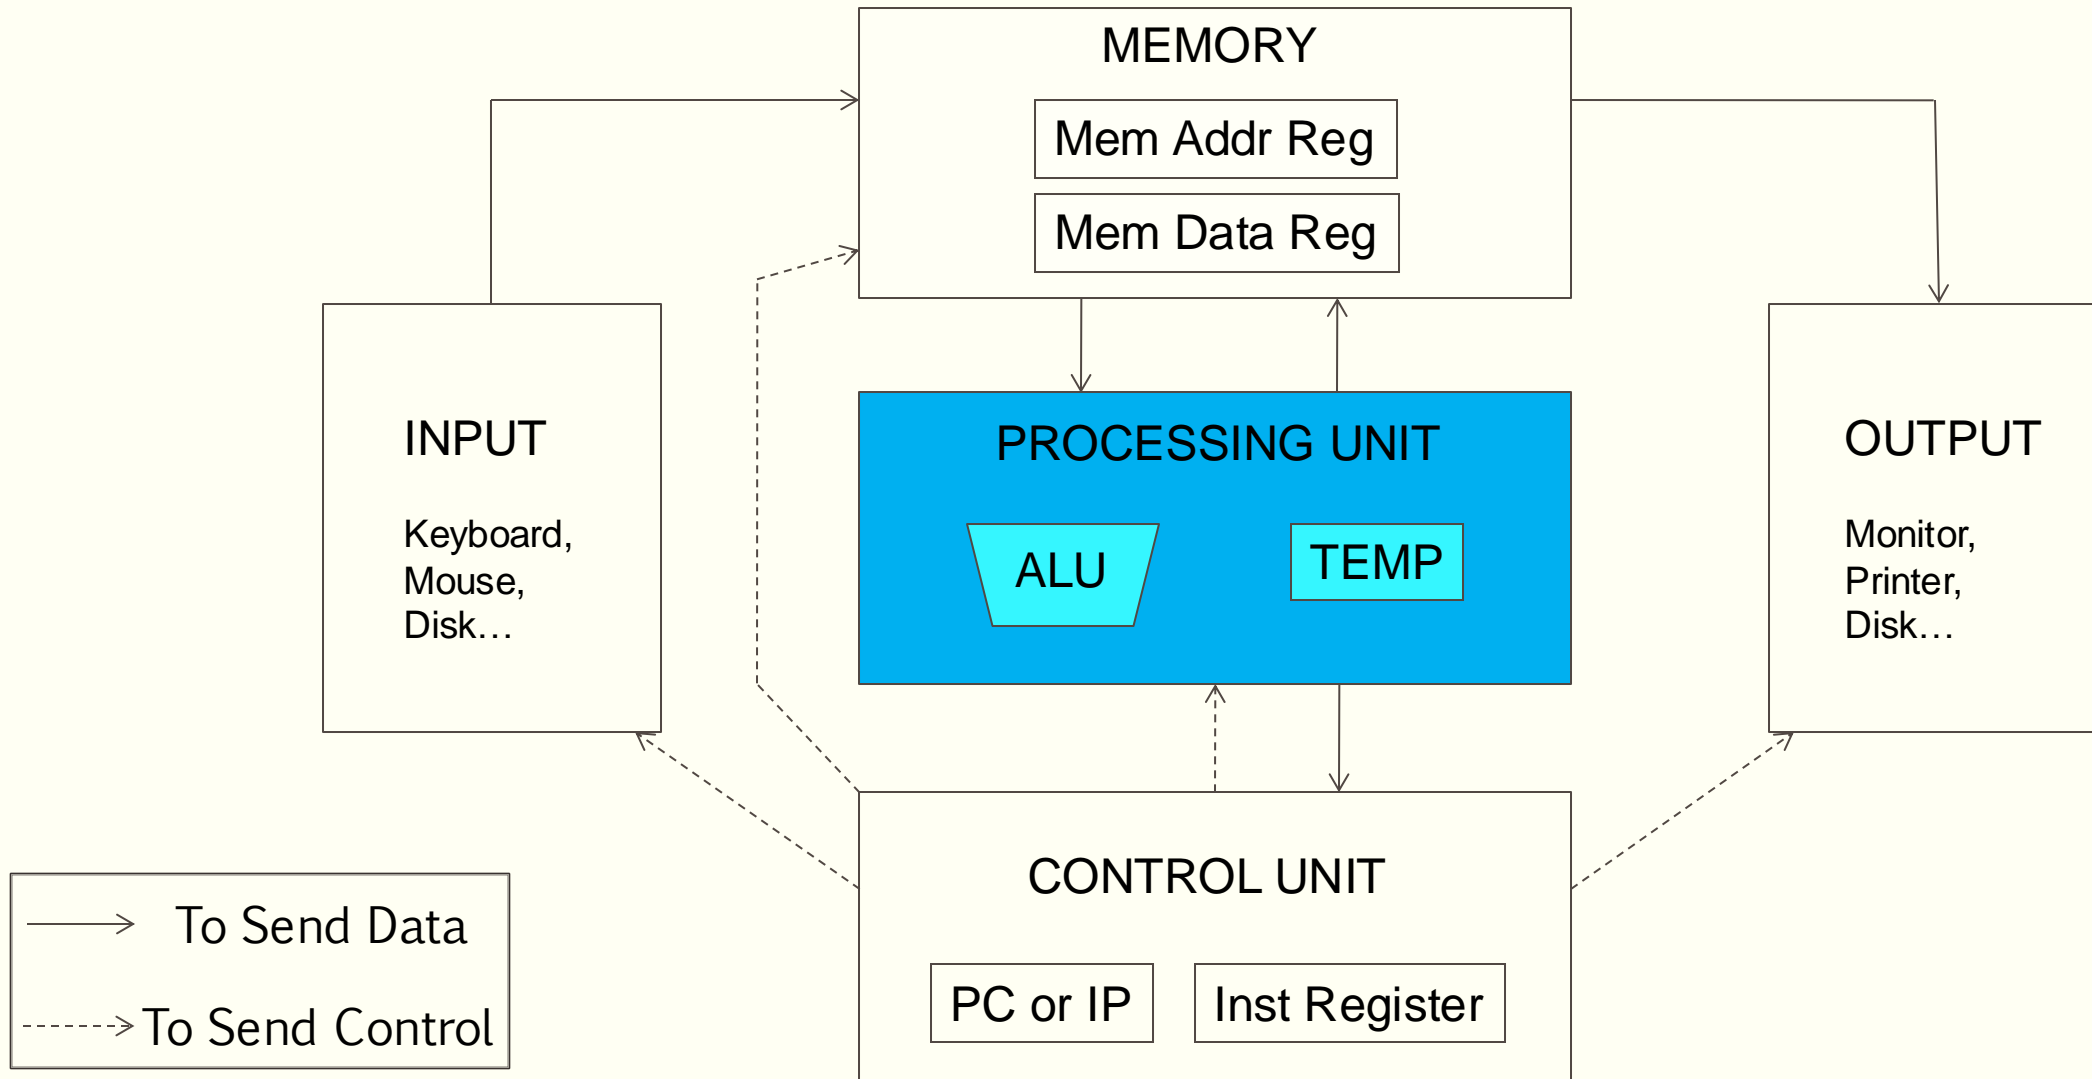 MEMORY
Mem Addr Reg
Mem Data Reg
INPUT
Keyboard,
Mouse,
Disk…
PROCESSING UNIT
ALU
TEMP
OUTPUT
Monitor,
Printer,
Disk…
CONTROL UNIT
PC or IP
Inst Register
To Send Data
To Send Control